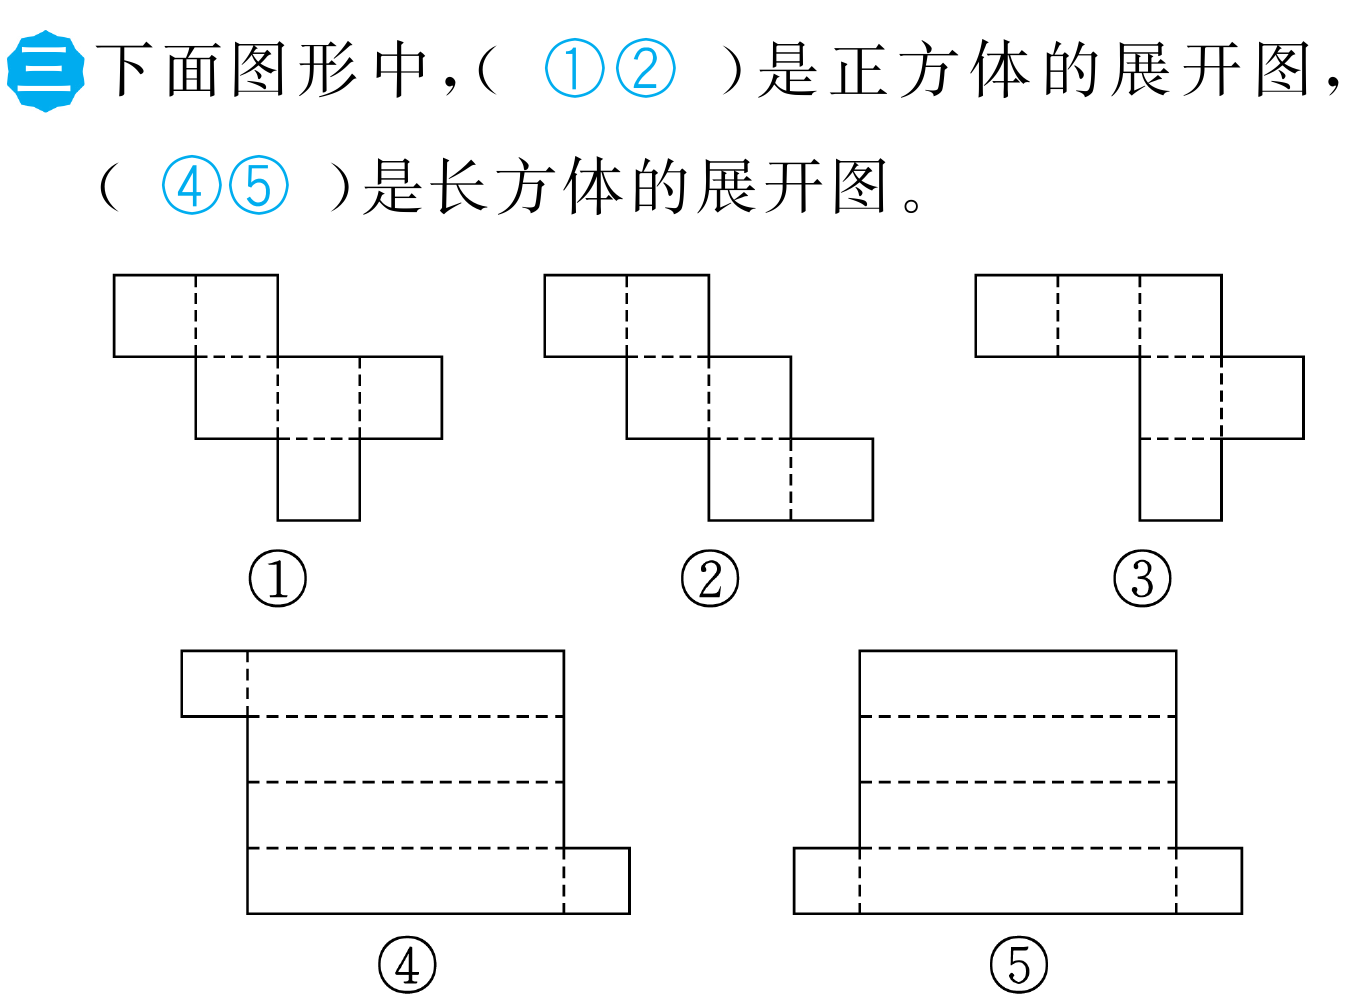 三 下面图形中,( ①② )是正方体的展开图,
( ④⑤ )是长方体的展开图。
① ② ③
④ ⑤